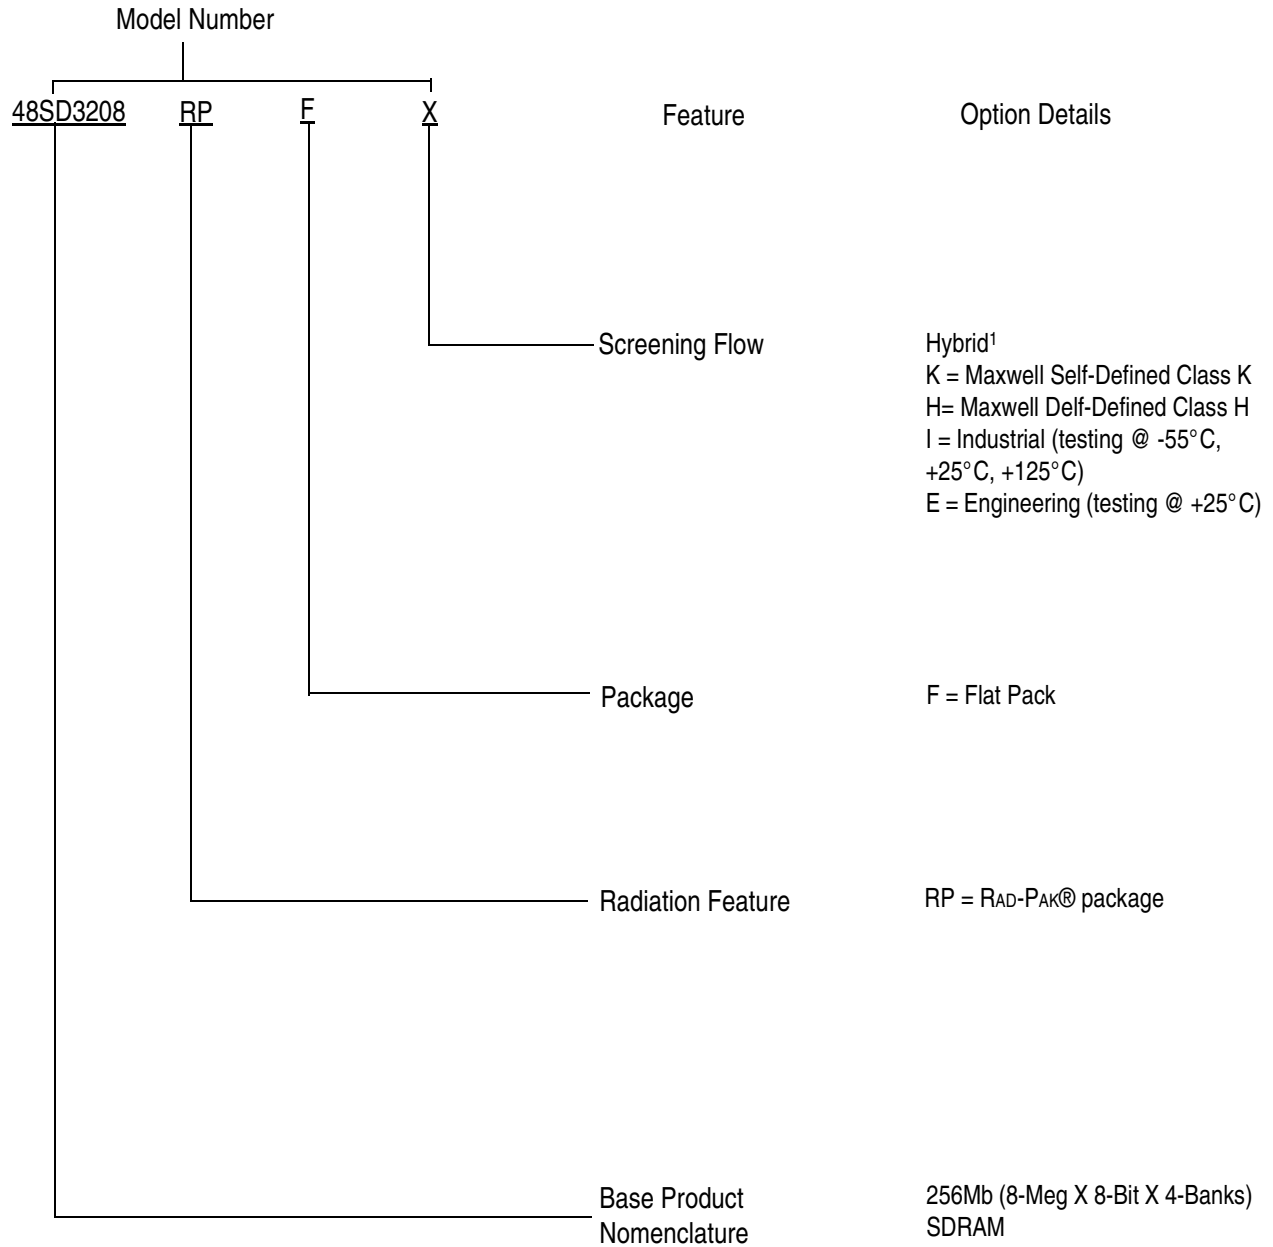 Model Number
48SD3208 RP F X Feature Option Details
Screening Flow
Hybrid1
K = Maxwell Self-Defined Class K
H= Maxwell Delf-Defined Class H
I = Industrial (testing @ -55°C,
+25°C, +125°C)
E = Engineering (testing @ +25°C)
Package F = Flat Pack
Radiation Feature RP = RAD-PAK® package
Base Product
Nomenclature
256Mb (8-Meg X 8-Bit X 4-Banks)
SDRAM